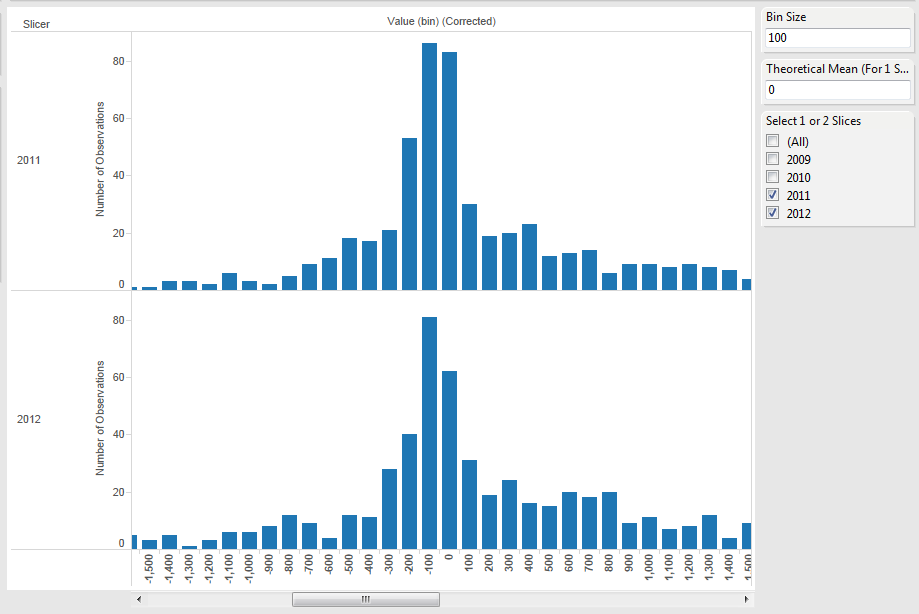 Slicer
Value (bin) (Corrected)
2011
Number of Observations
80
60
40
20
0
2012
Number of Observations
80
60
40
20
0
-1,500 -1,400 -1,300 -1,200 -1,100 -1,000 -900 -800 -700 -600 -500 -400 -300 -200 -100 0 100 200 300 400 500 600 700 800 900 1,000 1,100 1,200 1,300 1,400 1,500
Bin Size
100
Theoretical Mean (For 1 S...
0
Select 1 or 2 Slices
(All)
2009
2010
2011
2012